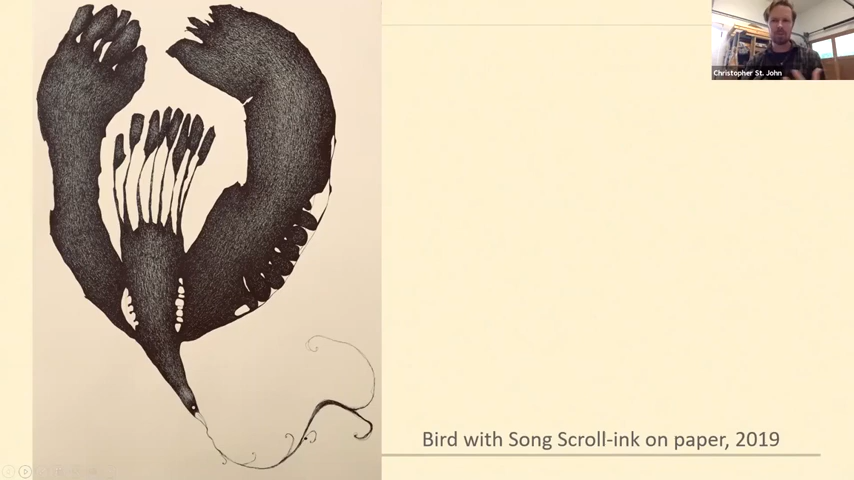 Christopher St. John
Bird with Song Scroll-ink on paper, 2019